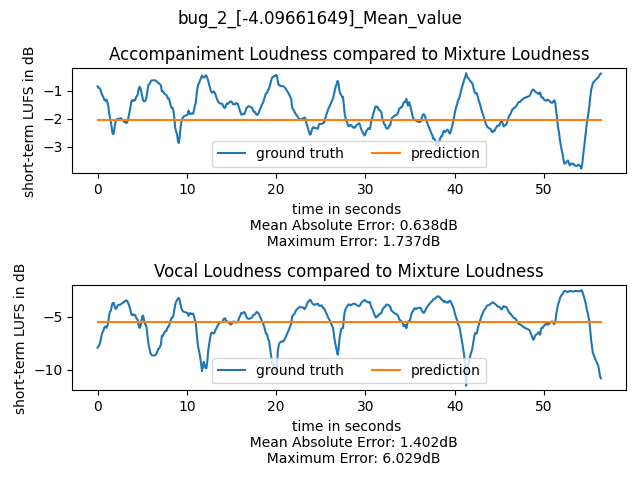 bug_2_[-4.09661649]_Mean_value
Accompaniment Loudness compared to Mixture Loudness
short-term LUFS in dB
−1
−2
−3
ground truth
prediction
0 10 20 30 40 50
time in seconds
Mean Absolute Error: 0.638dB
Maximum Error: 1.737dB
Vocal Loudness compared to Mixture Loudness
short-term LUFS in dB
−5
−10
ground truth
prediction
0 10 20 30 40 50
time in seconds
Mean Absolute Error: 1.402dB
Maximum Error: 6.029dB